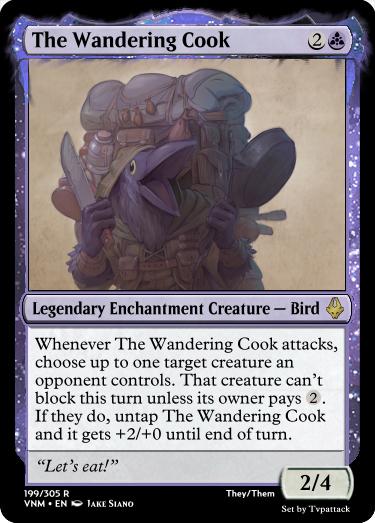 The Wandering Cook 2
Legendary Enchantment Creature — Bird
Whenever The Wandering Cook attacks,
choose up to one target creature an
opponent controls. That creature can't
block this turn unless its owner pays 2.
If they do, untap The Wandering Cook
and it gets +2/+0 until end of turn.
“Let's eat!”
2/4
199/305 R They/Them
VNM • EN Jake Siano Set by Tvpattack